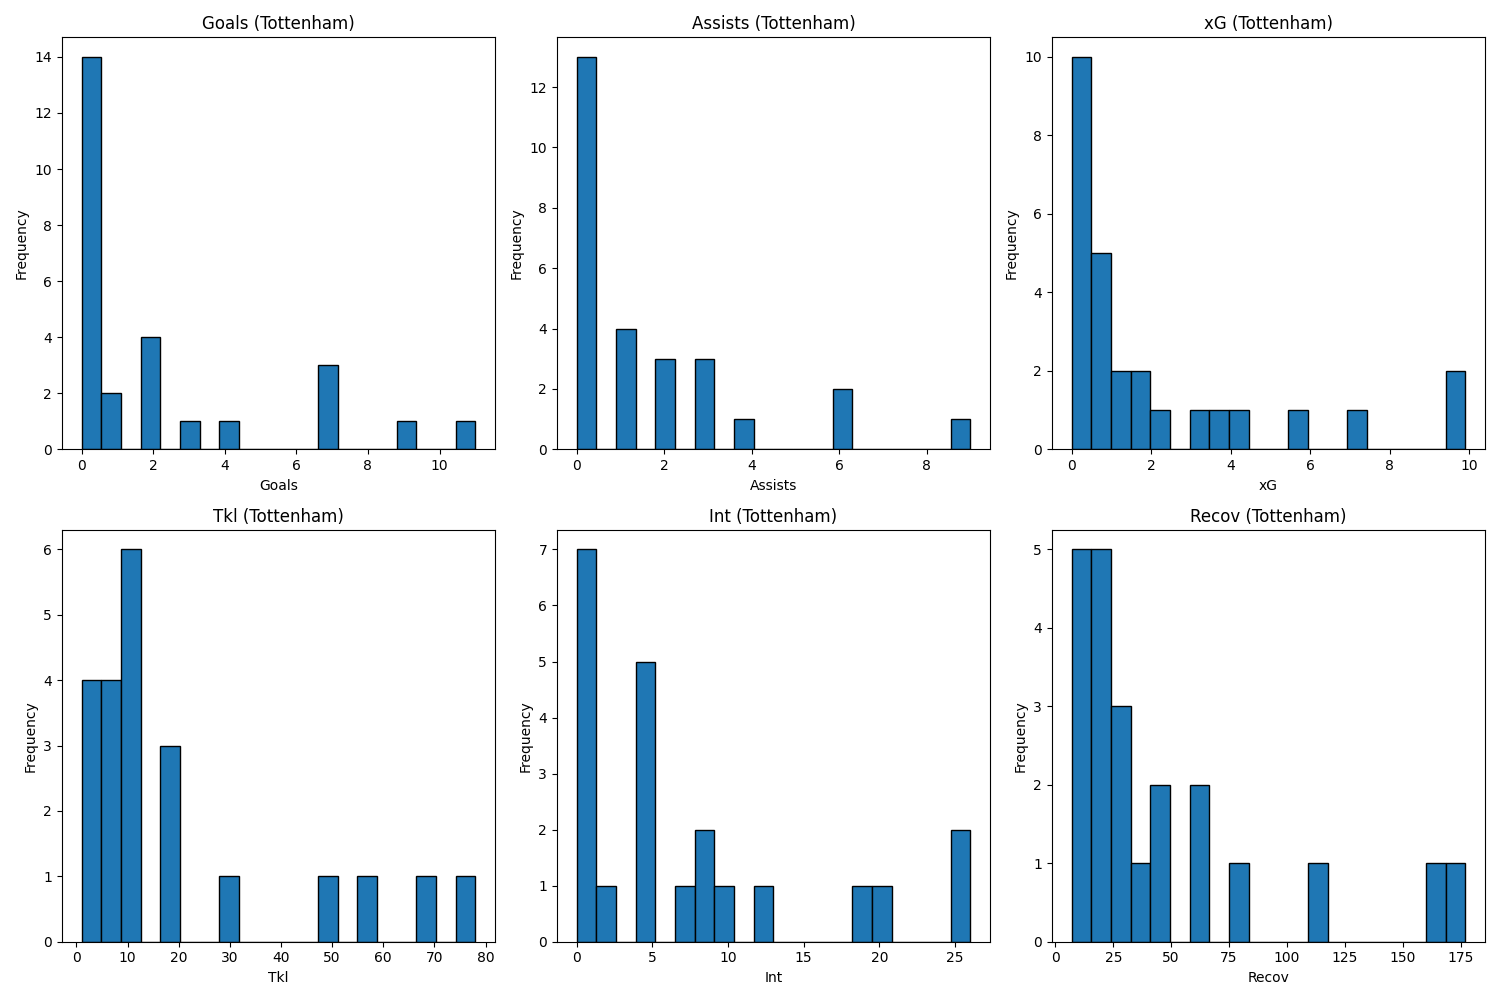 Goals (Tottenham)
Frequency
14
12
10
8
6
4
2
0
0 2 4 6 8 10
Goals
Assists (Tottenham)
Frequency
12
10
8
6
4
2
0
0 2 4 6 8
Assists
xG (Tottenham)
Frequency
10
8
6
4
2
0
0 2 4 6 8 10
xG
Tkl (Tottenham)
Frequency
6
5
4
3
2
1
0
0 10 20 30 40 50 60 70 80
Tkl
Int (Tottenham)
Frequency
7
6
5
4
3
2
1
0
0 5 10 15 20 25
Int
Recov (Tottenham)
Frequency
5
4
3
2
1
0
0 25 50 75 100 125 150 175
Recov